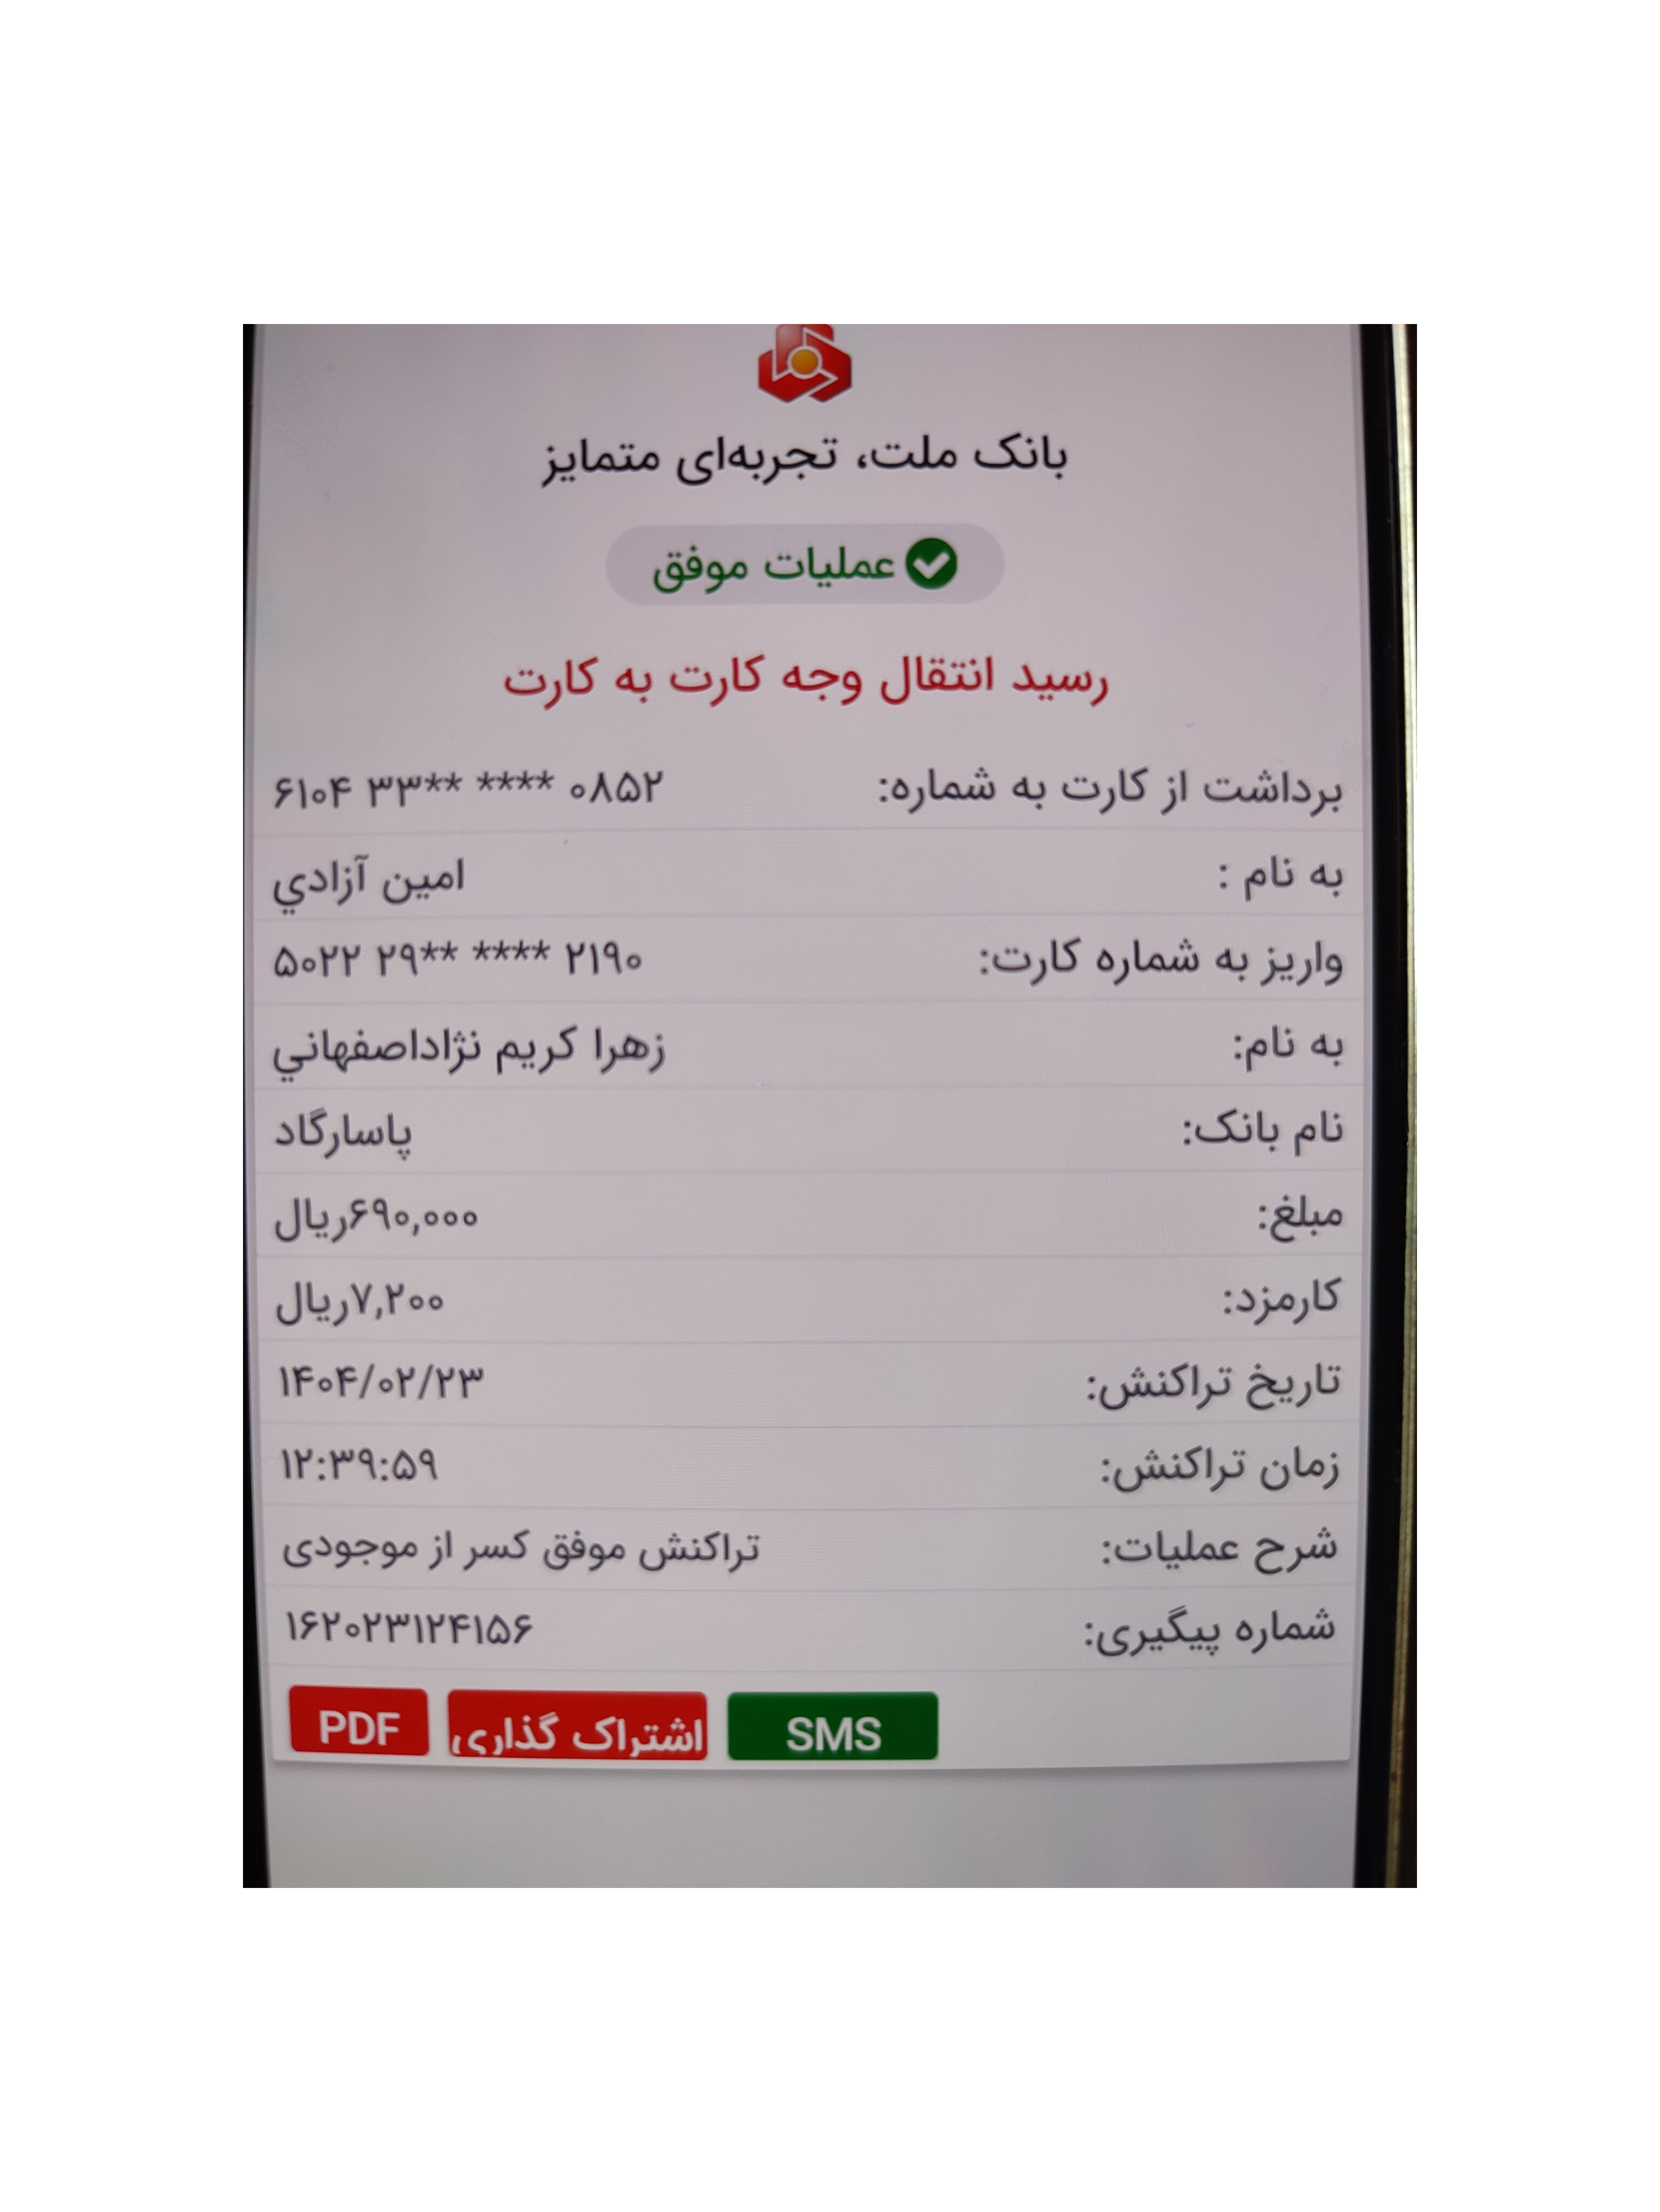 بانک ملت، تجربه‌ای متمایز
عملیات موفق
رسید انتقال وجه کارت به کارت
برداشت از کارت به شماره: ۶۱۰۴ ۳۳** **** ۰۸۵۲
به نام : امین آزادي
واریز به شماره کارت: ۵۰۲۲ ۲۹** **** ۲۱۹۰
به نام: زهرا کریم نژاداصفهاني
نام بانک: پاسارگاد
مبلغ: ۶۹۰,۰۰۰ریال
کارمزد: ۷,۲۰۰ریال
تاریخ تراکنش: ۱۴۰۴/۰۲/۲۳
زمان تراکنش: ۱۲:۳۹:۵۹
شرح عملیات: تراکنش موفق کسر از موجودی
شماره پیگیری: ۱۶۲۰۲۳۱۲۴۱۵۶
SMS اشتراک گذاری PDF